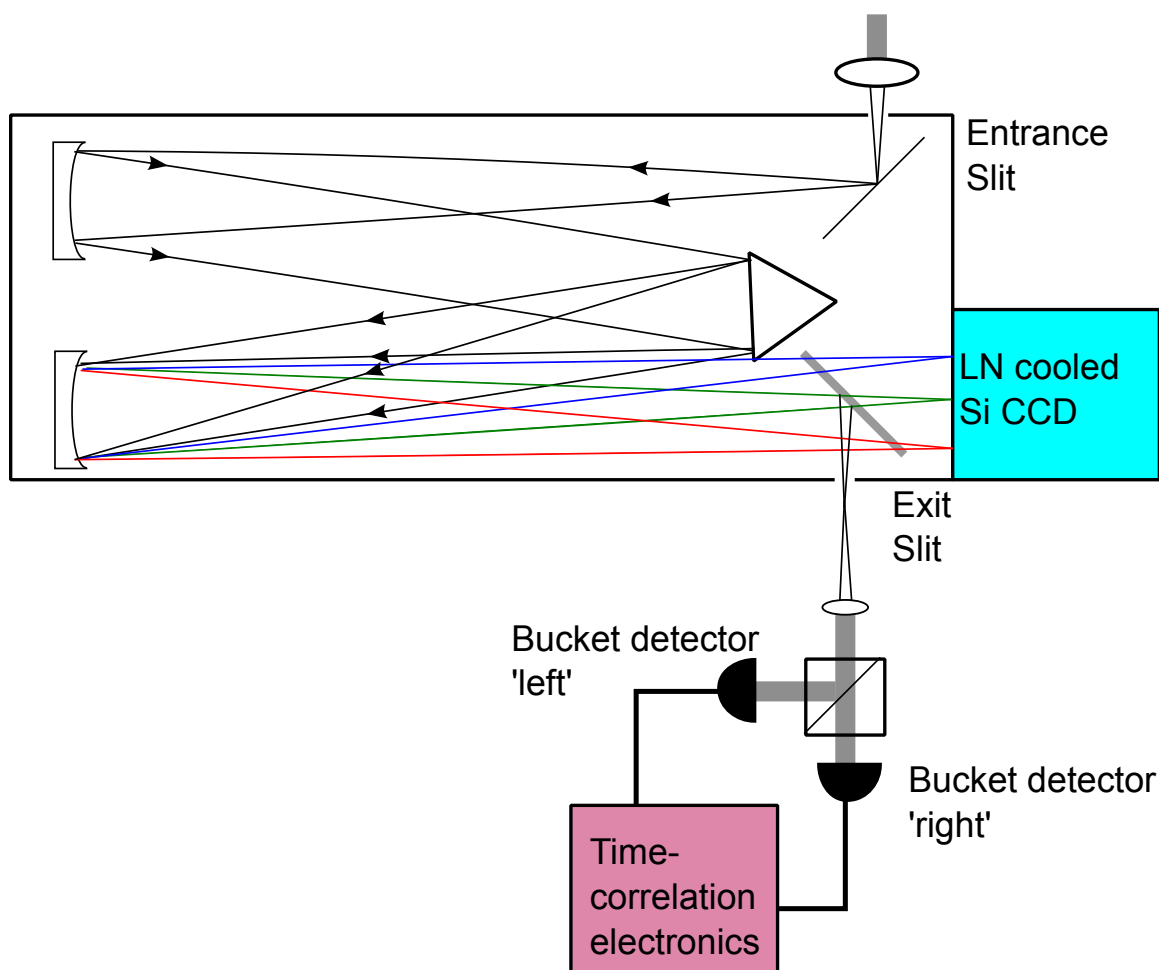 Entrance
Slit
LN cooled
Si CCD
Exit
Slit
Bucket detector
'left'
Bucket detector
'right'
Time-
correlation
electronics